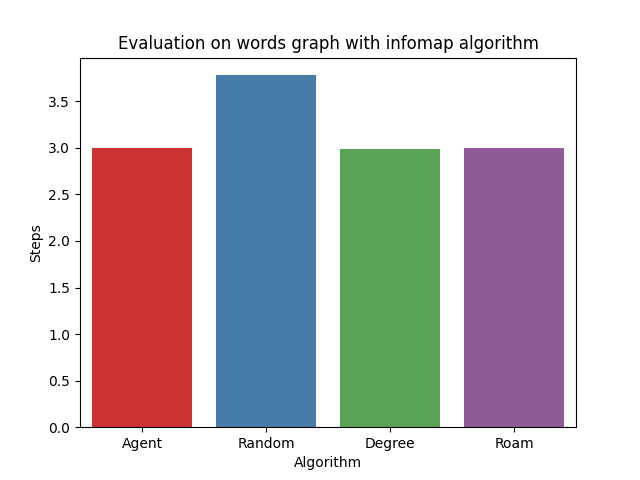 Evaluation on words graph with infomap algorithm
3.5
3.0
2.5
2.0
1.5
1.0
0.5
0.0
Steps
Agent
Random
Degree
Roam
Algorithm